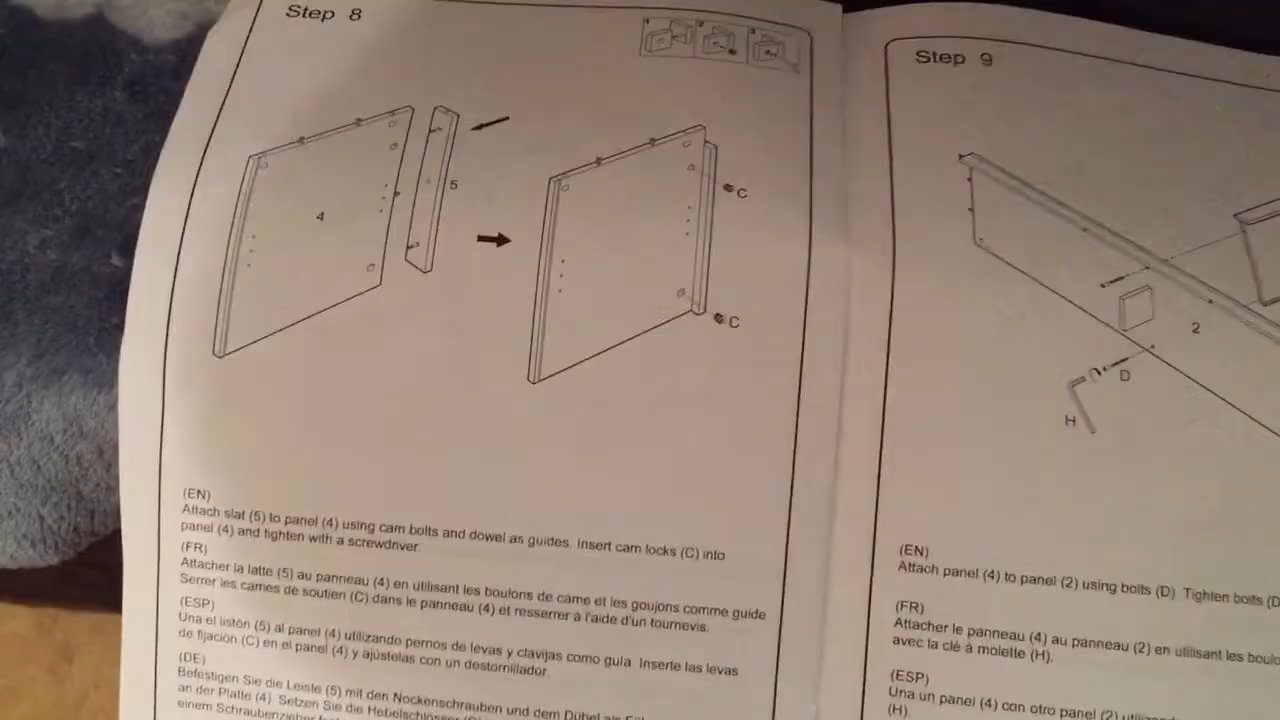 Step 8
1 2 3
4
5
C
C
(EN)
Attach slat (5) to panel (4) using cam bolts and dowel as guides. Insert cam locks (C) into
panel (4) and tighten with a screwdriver.
(FR)
Attacher la latte (5) au panneau (4) en utilisant les boulons de came et les goujons comme guide
Serrer les cames de soutien (C) dans le panneau (4) et resserrer à l'aide d'un tournevis.
(ESP)
Una el listón (5) al panel (4) utilizando pernos de levas y clavijas como guía. Inserte las levas
de fijación (C) en el panel (4) y ajústelas con un destornillador.
(DE)
Befestigen Sie die Leiste (5) mit den Nockenschrauben und dem Dübel als
an der Platte (4). Setzen Sie die Hebelschlösser
einem Schraubenzieher
Step 9
2
D
H
(EN)
Attach panel (4) to panel (2) using bolts (D) Tighten bolts (D
(FR)
Attacher le panneau (4) au panneau (2) en utilisant les
avec la clé à molette (H).
(ESP)
Una un panel (4) con otro panel (2)
(H).